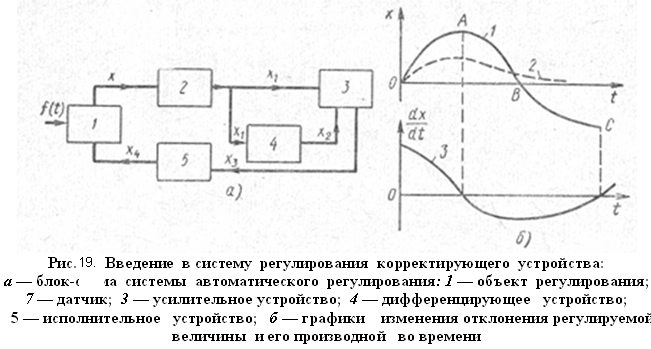 x
x₁
f(t)
1
2
3
x₁
4
x₂
x₄
5
x₃
а)
x
A
1
2
0
B
t
C
dx
dt
3
0
t
б)
Рис.19. Введение в систему регулирования корректирующего устройства:
а — блок- а системы автоматического регулирования: 1 — объект регулирования;
7 — датчик; 3 — усилительное устройство; 4 — дифференцирующее устройство;
5 — исполнительное устройство; б — графики изменения отклонения регулируемой
величины и его производной во времени